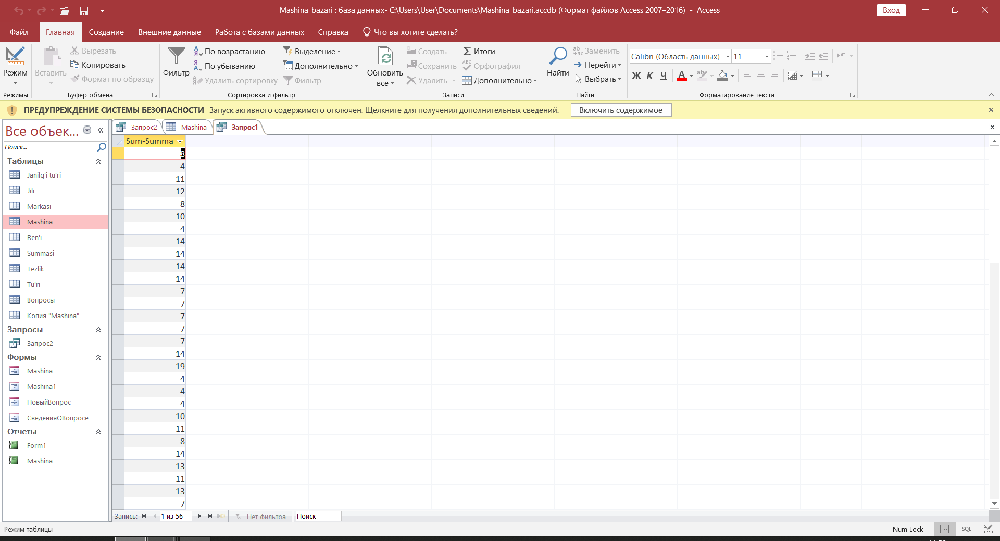 Mashina_bazari : база данных- C:\Users\User\Documents\Mashina_bazari.accdb (Формат файлов Access 2007–2016) - Access
Вход
Файл
Главная
Создание
Внешние данные
Работа с базами данных
Справка
Что вы хотите сделать?
Режим
Режимы
Вставить
Вырезать
Копировать
Формат по образцу
Буфер обмена
Фильтр
По возрастанию
По убыванию
Удалить сортировку
Выделение
Дополнительно
Фильтр
Сортировка и фильтр
Обновить
все
Создать
Сохранить
Удалить
Итоги
Орфография
Дополнительно
Записи
Найти
Заменить
Перейти
Выбрать
Найти
Calibri (Область данных)
11
Ж К Ч
Форматирование текста
ПРЕДУПРЕЖДЕНИЕ СИСТЕМЫ БЕЗОПАСНОСТИ Запуск активного содержимого отключен. Щелкните для получения дополнительных сведений.
Включить содержимое
Все объек...
Поиск...
Таблицы
Janilg'i tu'ri
Jili
Markasi
Mashina
Ren'i
Summasi
Tezlik
Tu'ri
Вопросы
Копия "Mashina"
Запросы
Запрос2
Формы
Mashina
Mashina1
НовыйВопрос
СведенияОВопросе
Отчеты
Form1
Mashina
Запрос2
Mashina
Запрос1
Sum-Summa
8
4
11
12
8
10
4
14
14
14
14
7
7
7
7
7
14
19
4
4
4
10
11
8
14
13
11
13
7
Запись:
1 из 56
Нет фильтра
Поиск
Режим таблицы
Num Lock
SQL